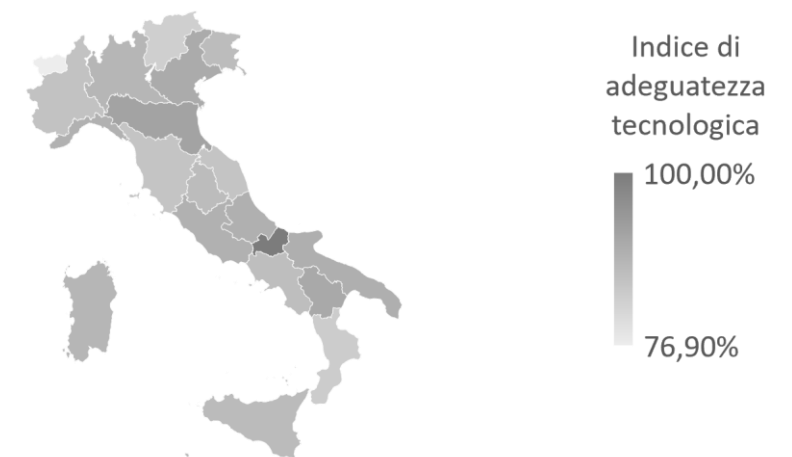 Indice di
adeguatezza
tecnologica
100,00%
76,90%